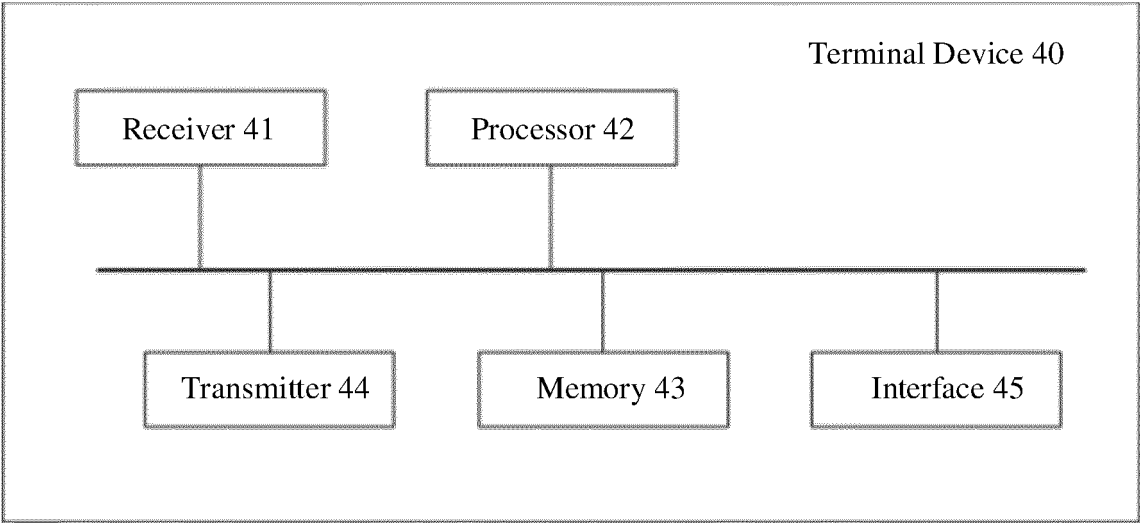 Terminal Device 40
Receiver 41
Processor 42
Transmitter 44
Memory 43
Interface 45